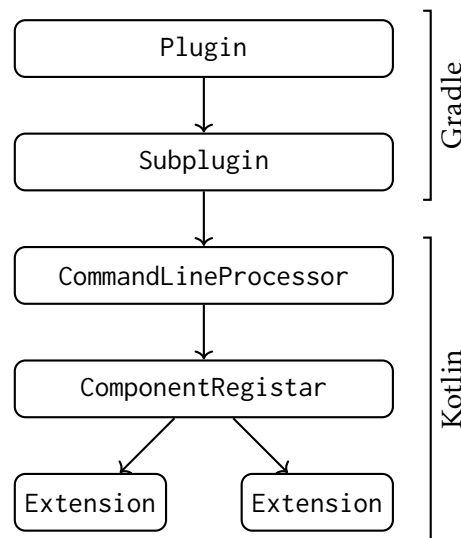 Plugin
Gradle
Subplugin
CommandLineProcessor
ComponentRegistar
Kotlin
Extension
Extension